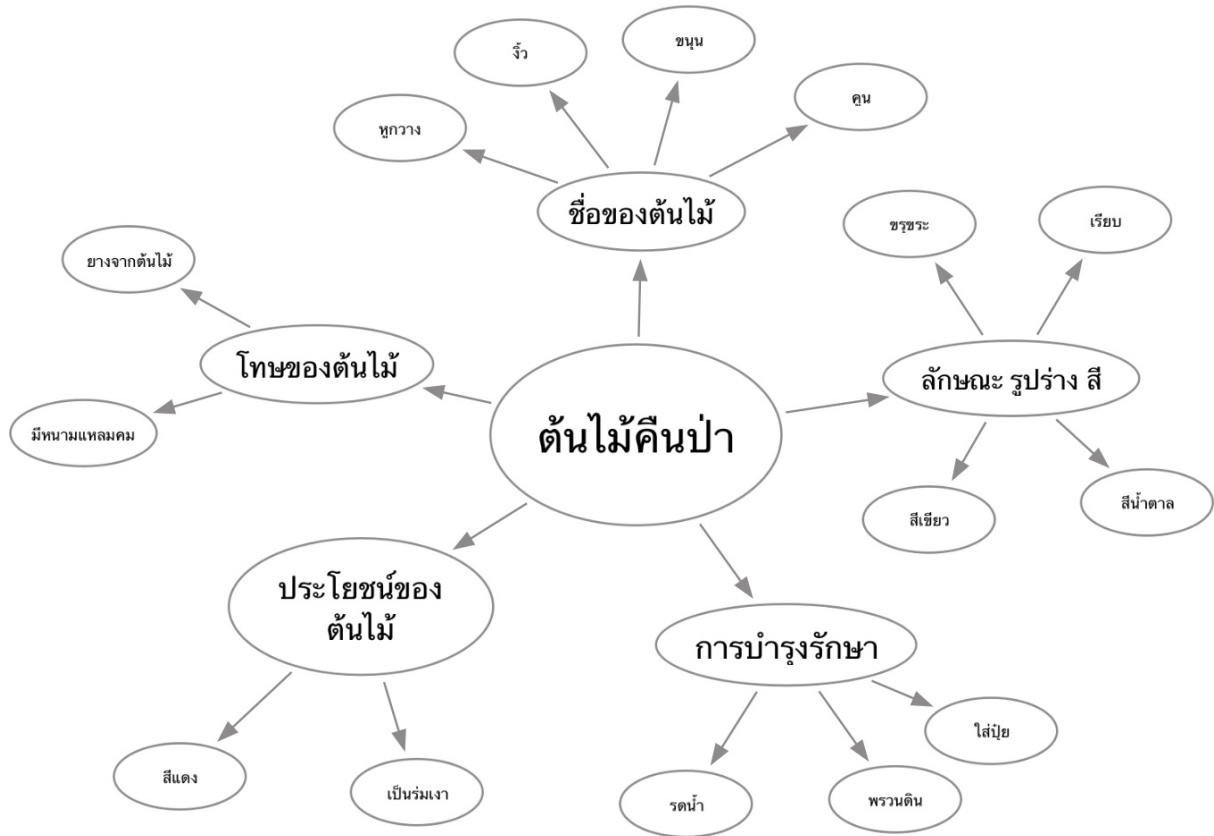 งิ้ว
ขนุน
คูน
หูกวาง
ชื่อของต้นไม้
ขรุขระ
เรียบ
ยางจากต้นไม้
โทษของต้นไม้
ลักษณะ รูปร่าง สี
มีหนามแหลมคม
ต้นไม้คืนป่า
สีเขียว
สีน้ำตาล
ประโยชน์ของ
ต้นไม้
การบำรุงรักษา
ใส่ปุ๋ย
สีแดง
เป็นร่มเงา
รดน้ำ
พรวนดิน